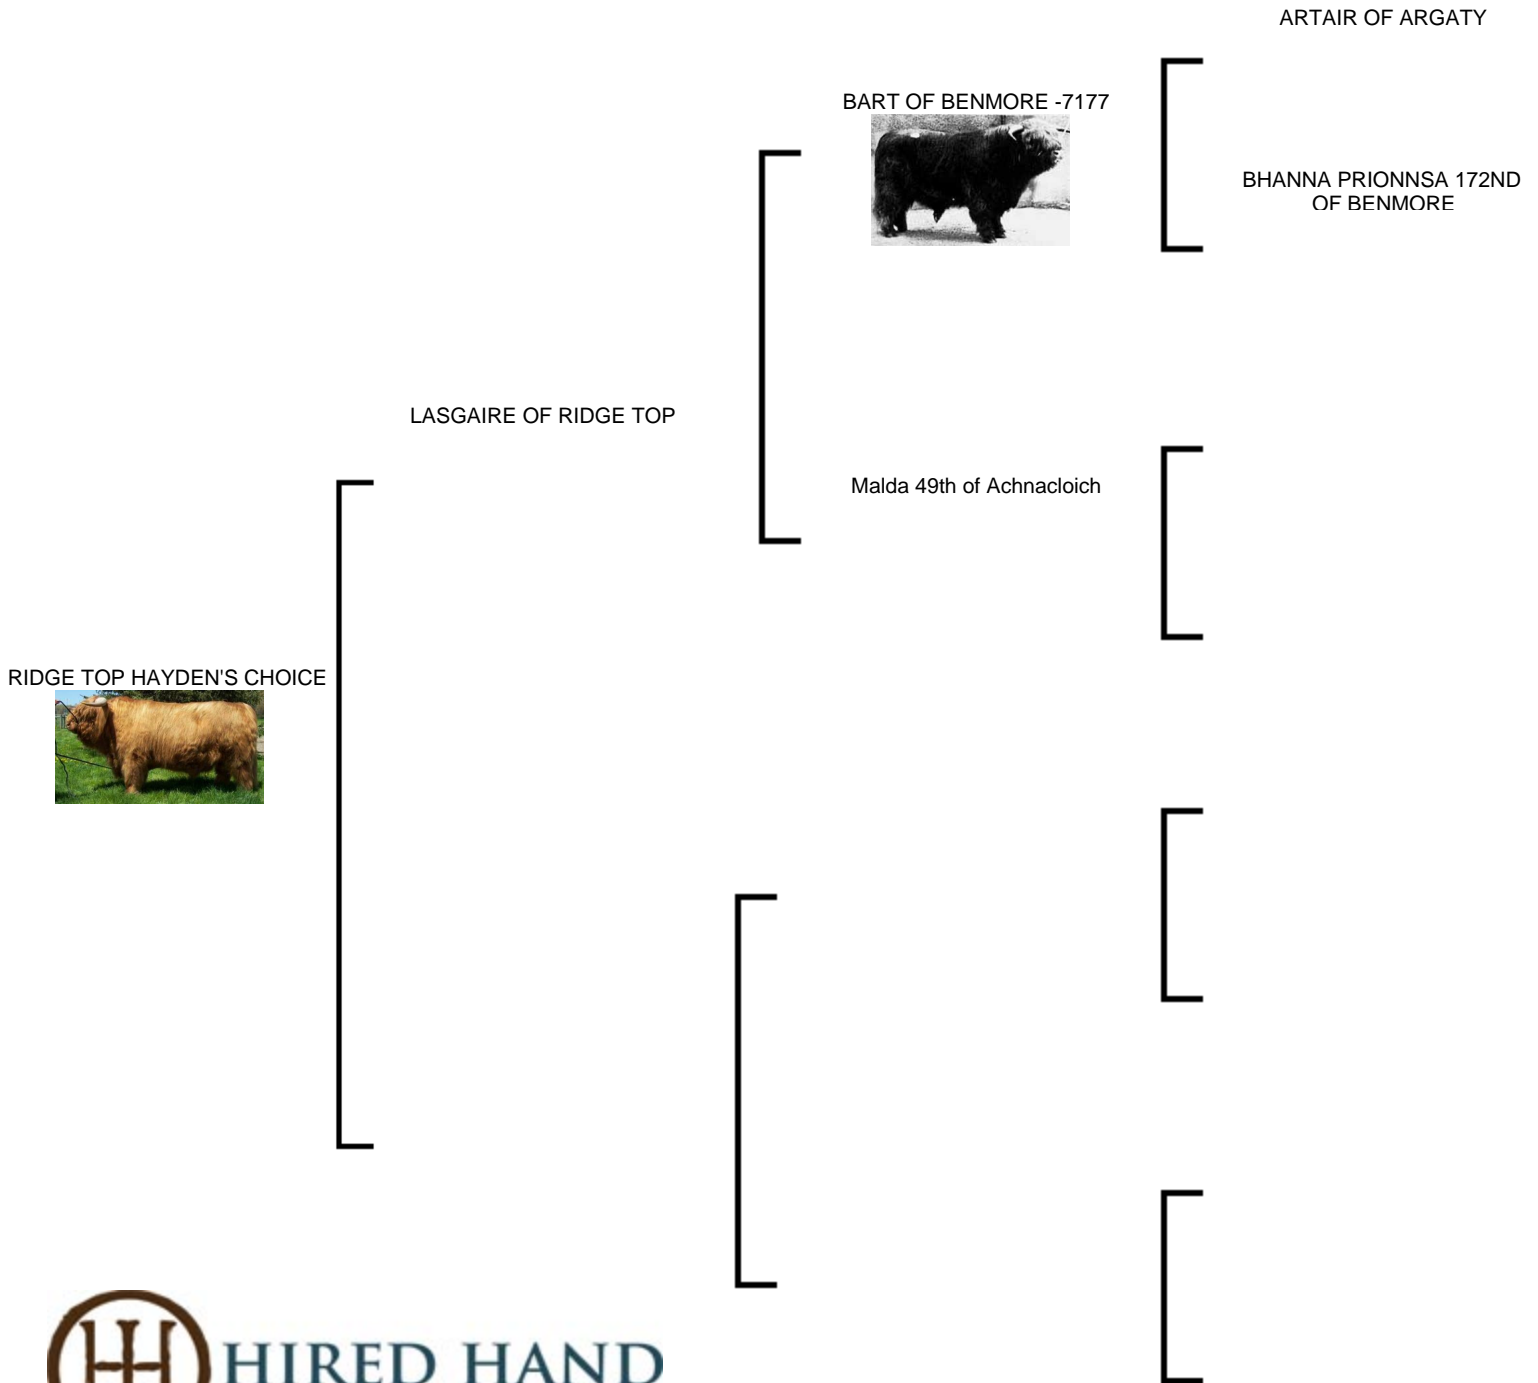 ARTAIR OF ARGATY
BART OF BENMORE -7177
BHANNA PRIONNSA 172ND
OF BENMORE
LASGAIRE OF RIDGE TOP
Malda 49th of Achnacloich
RIDGE TOP HAYDEN'S CHOICE
HIRED HAND